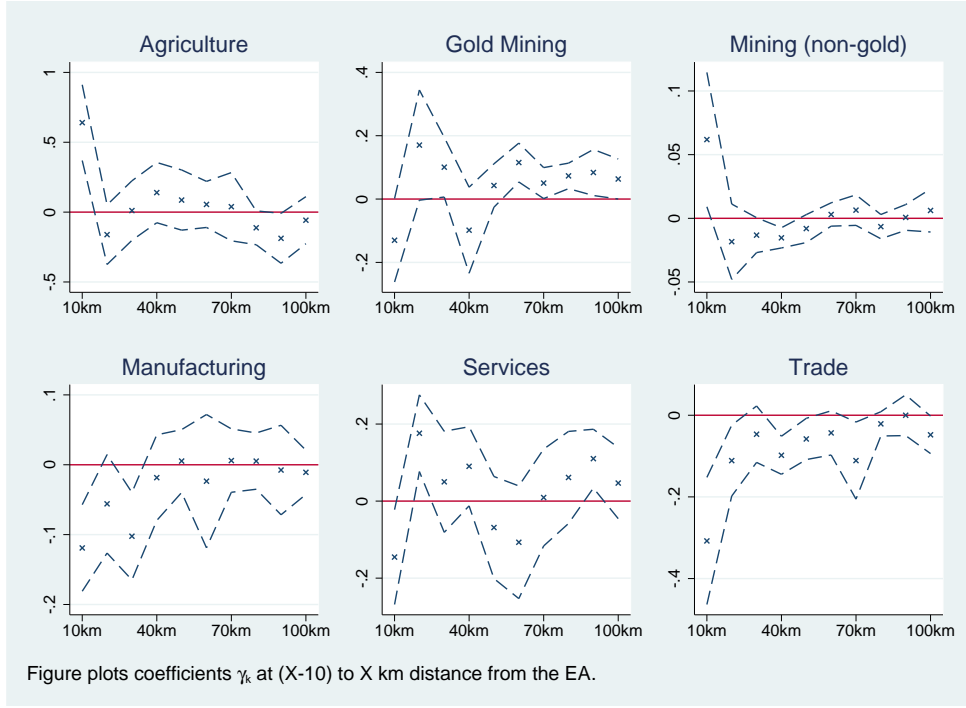 Agriculture
1
.5
0
-.5
10km 40km 70km 100km
Gold Mining
.4
.2
0
-.2
10km 40km 70km 100km
Mining (non-gold)
.1
.05
0
-.05
10km 40km 70km 100km
Manufacturing
.1
0
-.1
-.2
10km 40km 70km 100km
Services
.2
0
-.2
10km 40km 70km 100km
Trade
0
-.2
-.4
10km 40km 70km 100km
Figure plots coefficients γₖ at (X-10) to X km distance from the EA.